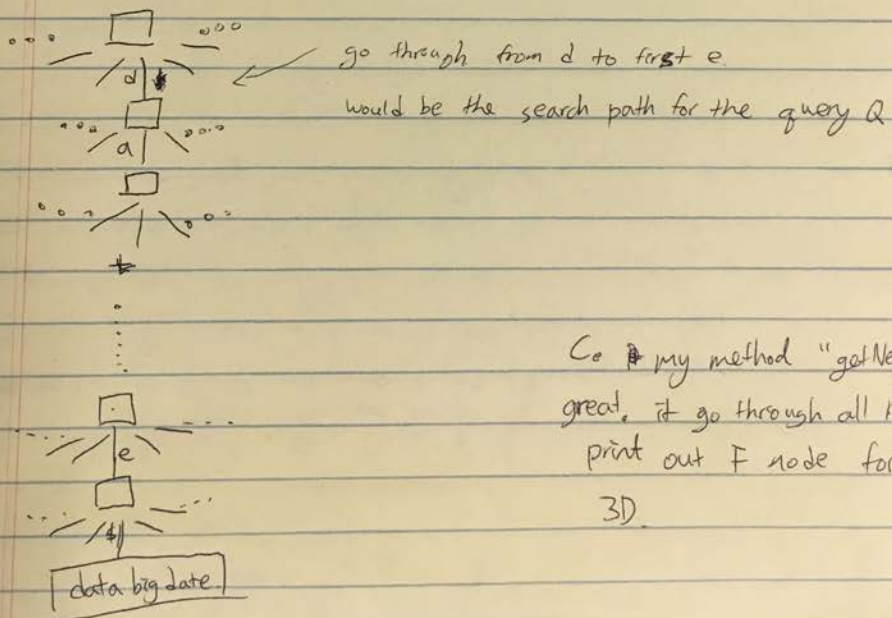 d
go through from d to first e.
would be the search path for the query Q
a
C. my method "getNe
great. it go through all
print out F node for
3D.
e
$
data big date.